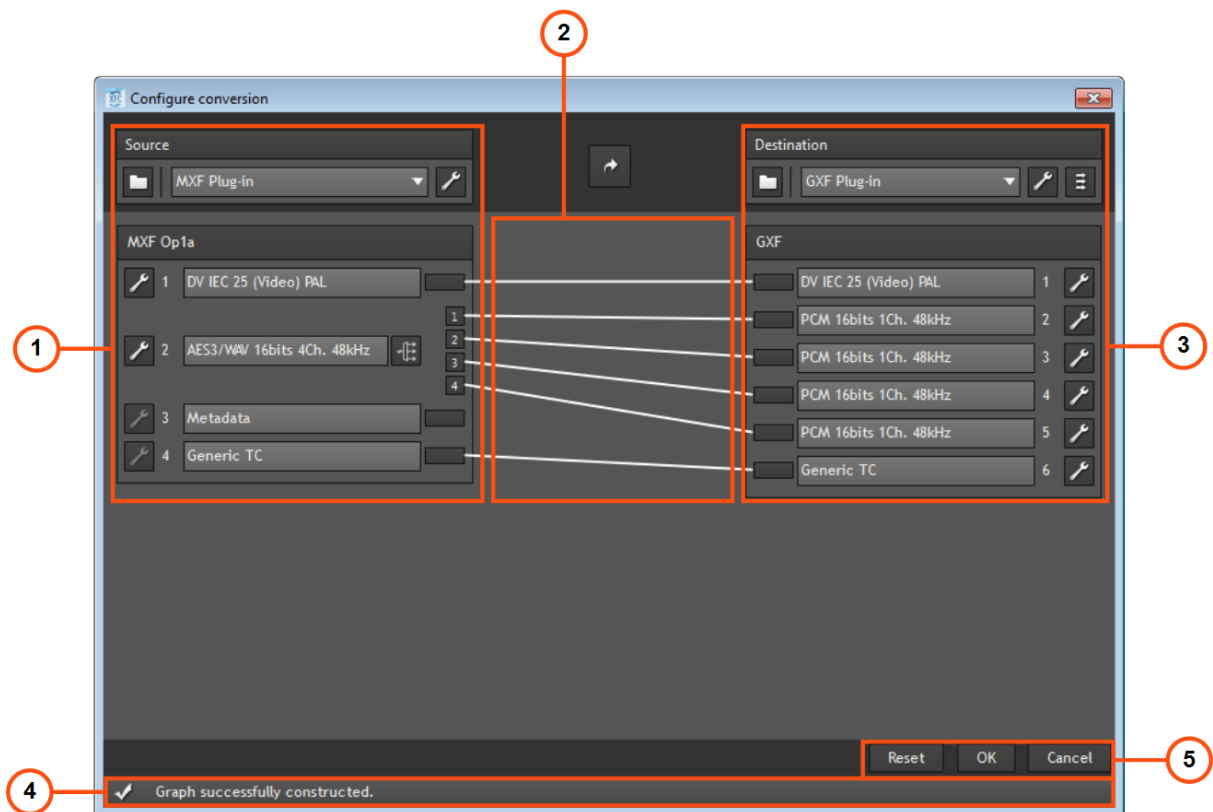 2
Configure conversion
Source
MXF Plug-in
Destination
GXF Plug-in
MXF Op1a
1 DV IEC 25 (Video) PAL
2 AES3/WAV 16bits 4Ch. 48kHz
1
2
3
4
3 Metadata
4 Generic TC
GXF
DV IEC 25 (Video) PAL 1
PCM 16bits 1Ch. 48kHz 2
PCM 16bits 1Ch. 48kHz 3
PCM 16bits 1Ch. 48kHz 4
PCM 16bits 1Ch. 48kHz 5
Generic TC 6
1
3
Reset OK Cancel
5
4
Graph successfully constructed.